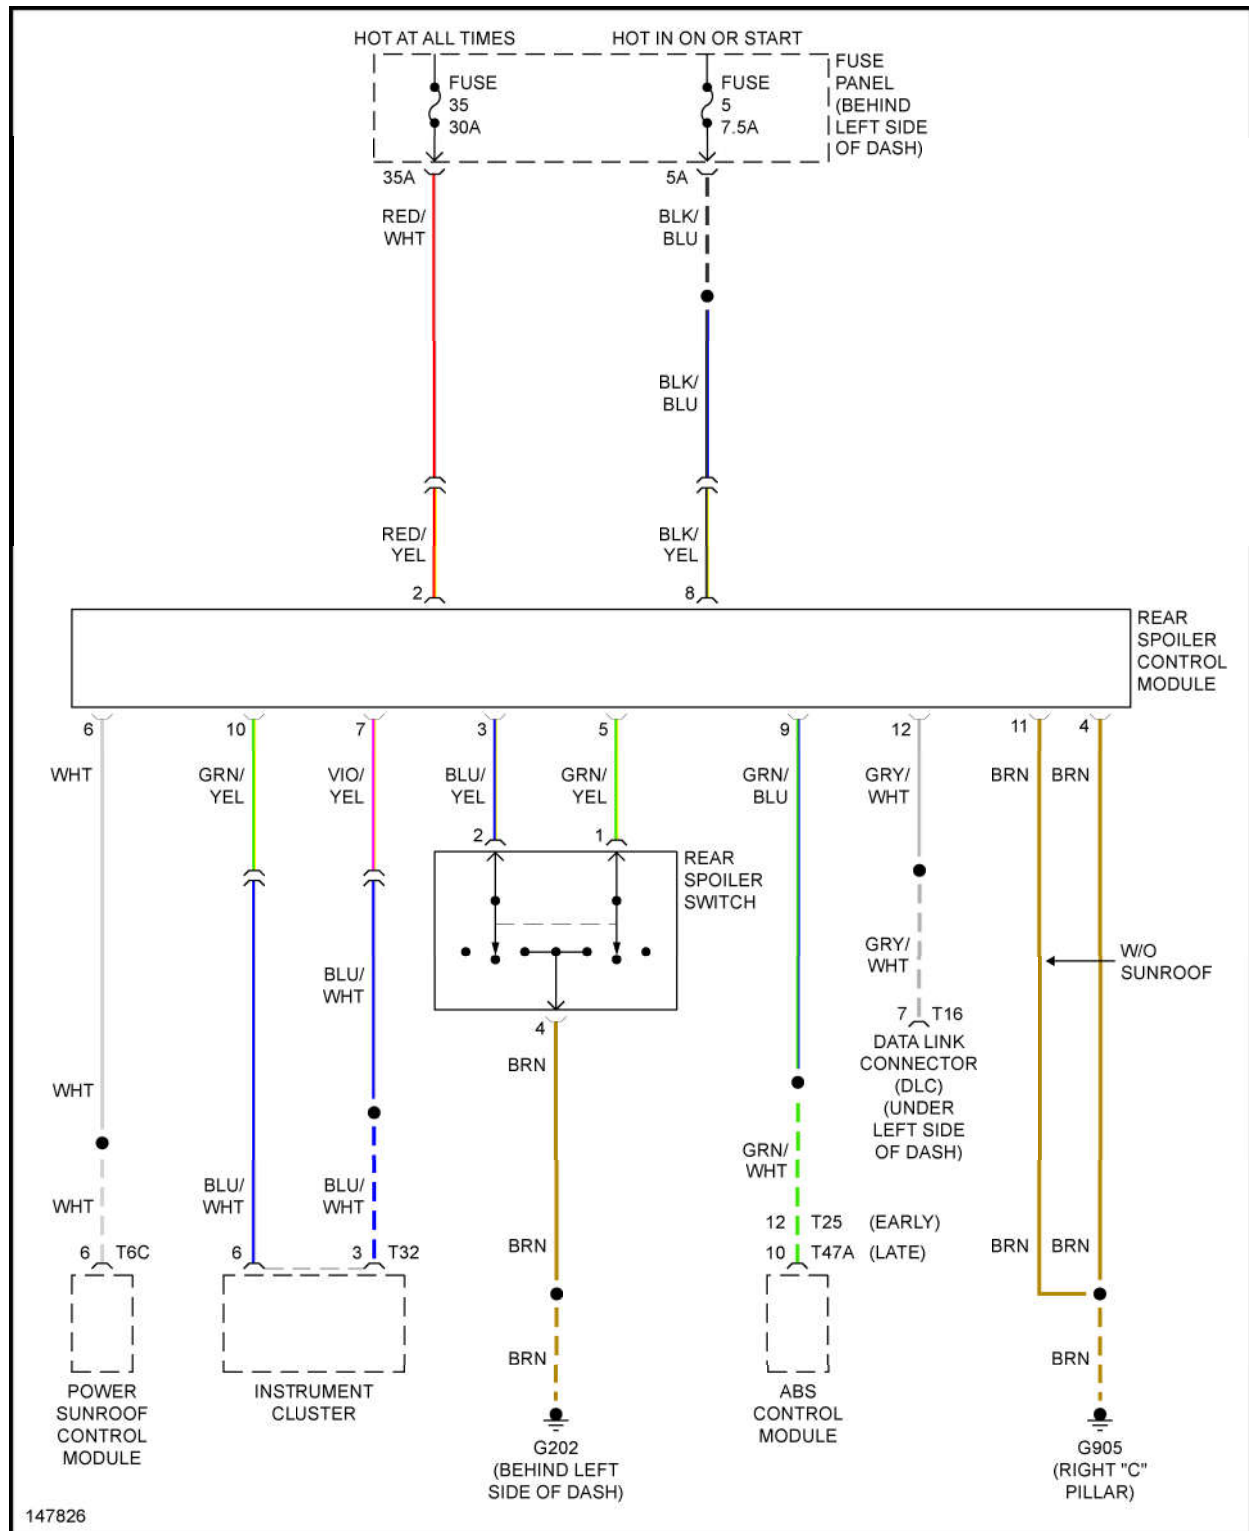 HOT AT ALL TIMES
HOT IN ON OR START
FUSE
35
30A
FUSE
5
7.5A
FUSE
PANEL
(BEHIND
LEFT SIDE
OF DASH)
35A
5A
RED/
WHT
BLK/
BLU
BLK/
BLU
RED/
YEL
BLK/
YEL
2
8
REAR
SPOILER
CONTROL
MODULE
6
10
7
3
5
9
12
11
4
WHT
GRN/
YEL
VIO/
YEL
BLU/
YEL
GRN/
YEL
GRN/
BLU
GRY/
WHT
BRN
BRN
2
1
REAR
SPOILER
SWITCH
BLU/
WHT
GRY/
WHT
W/O
SUNROOF
4
7 T16
BRN
DATA LINK
CONNECTOR
(DLC)
(UNDER
LEFT SIDE
OF DASH)
WHT
GRN/
WHT
WHT
BLU/
WHT
BLU/
WHT
12 T25 (EARLY)
BRN
BRN
BRN
6 T6C
6
3 T32
10 T47A (LATE)
BRN
BRN
POWER
SUNROOF
CONTROL
MODULE
INSTRUMENT
CLUSTER
ABS
CONTROL
MODULE
G202
(BEHIND LEFT
SIDE OF DASH)
G905
(RIGHT "C"
PILLAR)
147826